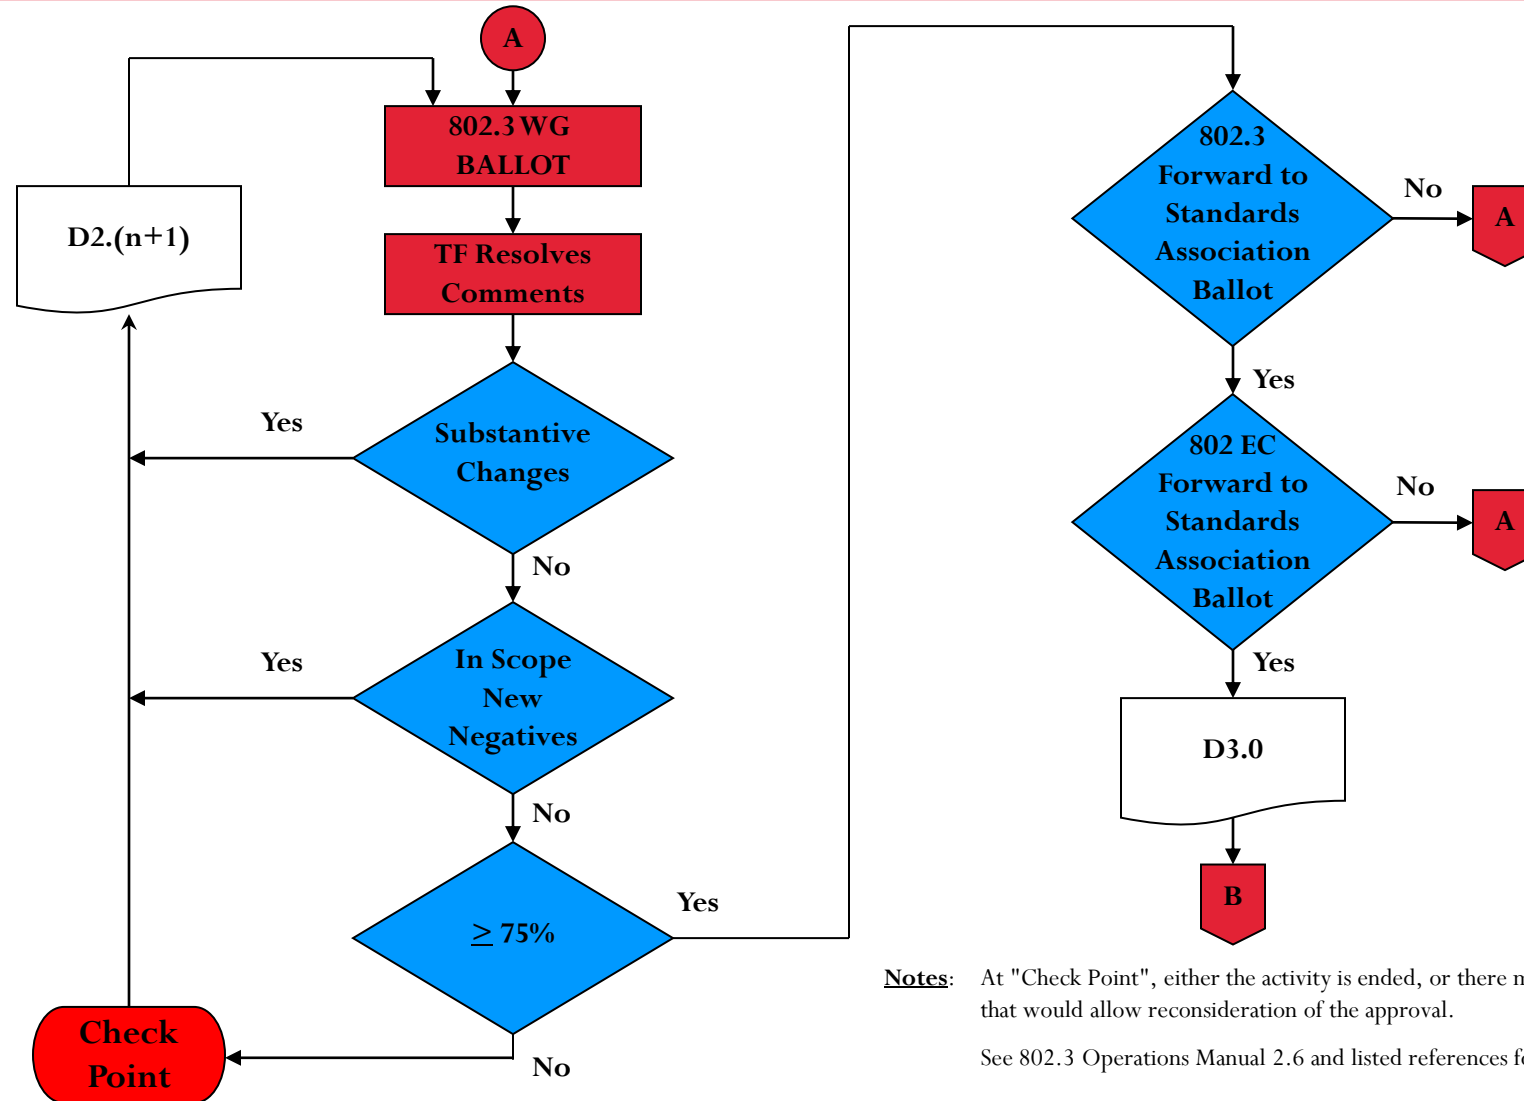 A
802.3 WG
BALLOT
D2.(n+1)
TF Resolves
Comments
Yes
Substantive
Changes
No
Yes
In Scope
New
Negatives
No
≥ 75%
Yes
No
Check
Point
802.3
Forward to
Standards
Association
Ballot
No
A
Yes
802 EC
Forward to
Standards
Association
Ballot
No
A
Yes
D3.0
B
Notes: At "Check Point", either the activity is ended, or there
that would allow reconsideration of the approval.
See 802.3 Operations Manual 2.6 and listed references